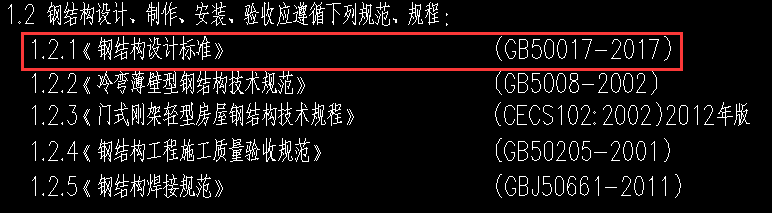 1.2 钢结构设计、制作、安装、验收应遵循下列规范、规程：
1.2.1《钢结构设计标准》 (GB50017-2017)
1.2.2《冷弯薄壁型钢结构技术规范》 (GB5008-2002)
1.2.3《门式刚架轻型房屋钢结构技术规程》 (CECS102:2002)2012年版
1.2.4《钢结构工程施工质量验收规范》 (GB50205-2001)
1.2.5《钢结构焊接规范》 (GBJ50661-2011)